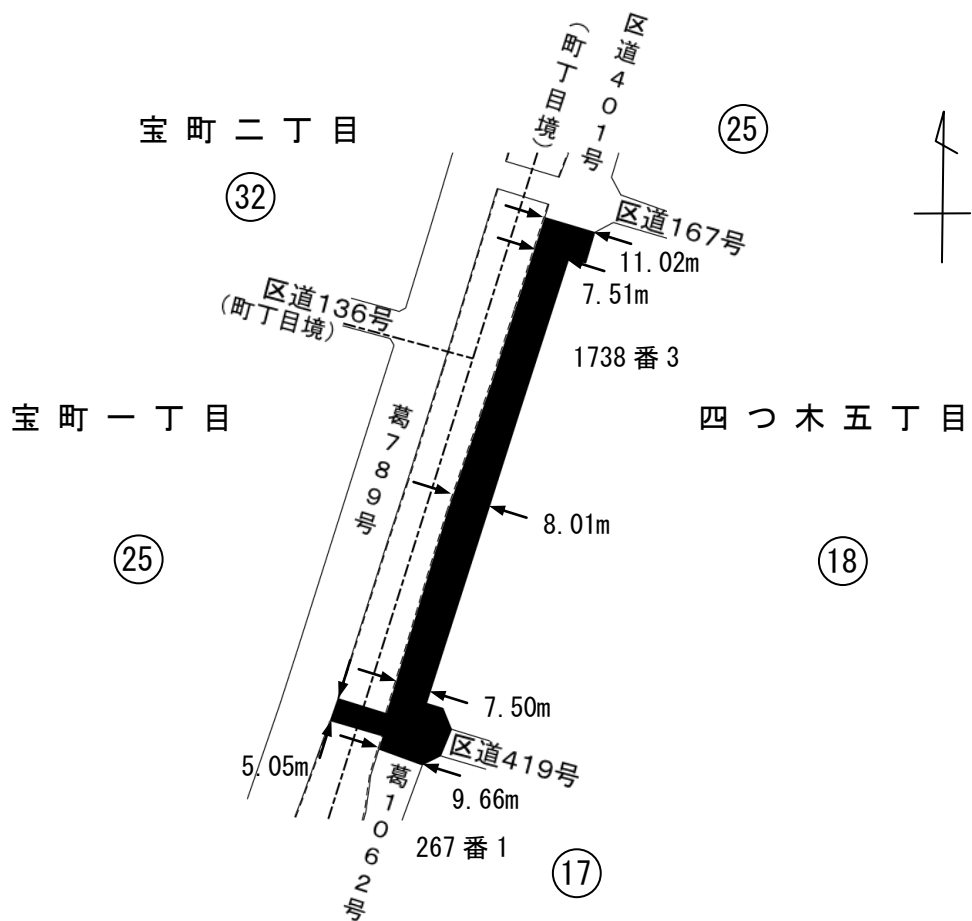 区道401号
(町丁目境)
宝町二丁目
25
32
区道167号
11.02m
7.51m
区道136号
(町丁目境)
1738番3
宝町一丁目
葛789号
四つ木五丁目
8.01m
25
18
7.50m
区道419号
5.05m
9.66m
葛1062号
267番1
17